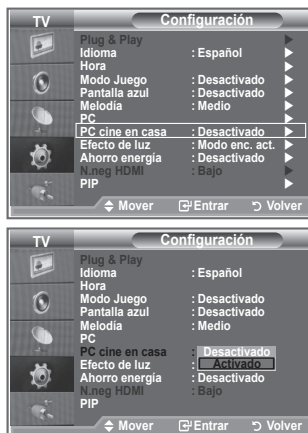 TV Configuración
Plug & Play
Idioma : Español
Hora
Modo Juego : Desactivado
Pantalla azul : Desactivado
Melodía : Medio
PC
PC cine en casa : Desactivado
Efecto de luz : Modo enc. act.
Ahorro energía : Desactivado
N.neg HDMI : Bajo
PIP
Mover Entrar Volver
TV Configuración
Plug & Play
Idioma : Español
Hora
Modo Juego : Desactivado
Pantalla azul : Desactivado
Melodía : Medio
PC
PC cine en casa : Desactivado
Efecto de luz : Activado
Ahorro energía : Desactivado
N.neg HDMI : Bajo
PIP
Mover Entrar Volver